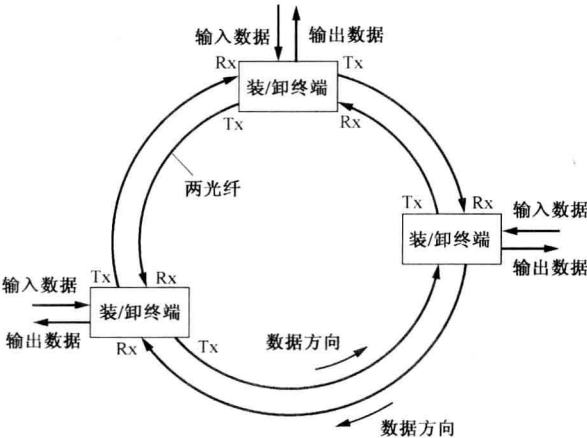 输入数据
输出数据
Rx
Tx
装/卸终端
Tx
Rx
两光纤
Tx
Rx
输入数据
装/卸终端
输出数据
Tx
Rx
输入数据
装/卸终端
输出数据
Rx
Tx
数据方向
数据方向